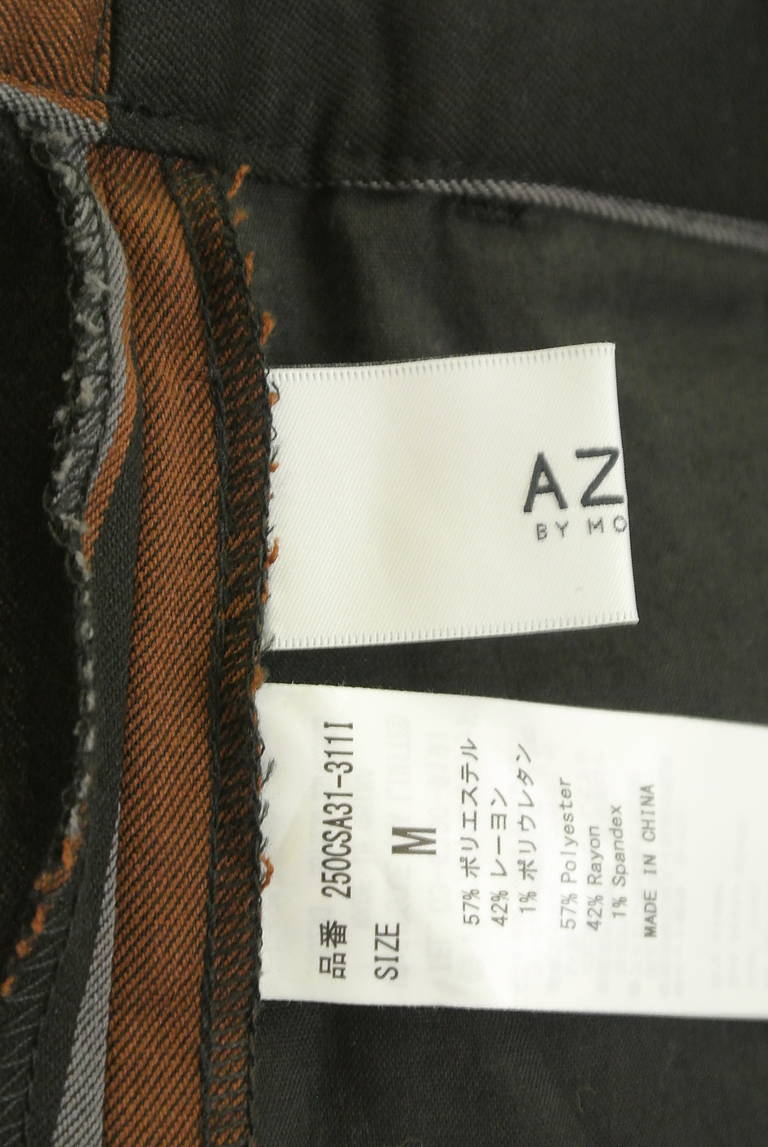 AZ
BY MO
品番 250CSA31-311I
SIZE M
57% ポリエステル
42% レーヨン
1% ポリウレタン
57% Polyester
42% Rayon
1% Spandex
MADE IN CHINA